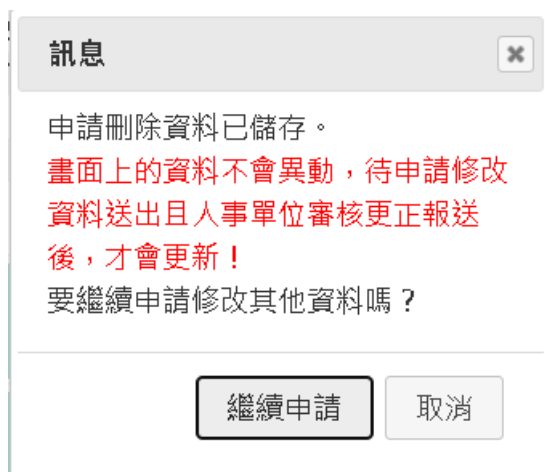 訊息
申請刪除資料已儲存。
畫面上的資料不會異動，待申請修改
資料送出且人事單位審核更正報送
後，才會更新！
要繼續申請修改其他資料嗎？
繼續申請
取消